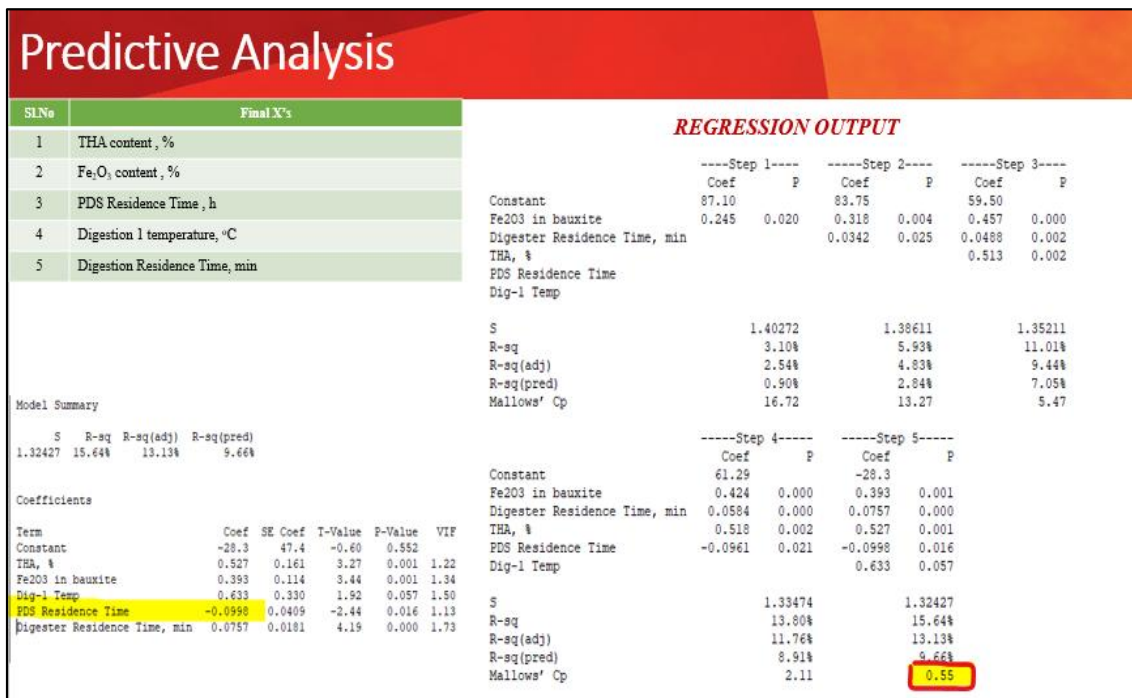 Predictive Analysis
Sl.No Final X's
1 THA content , %
2 Fe₂O₃ content , %
3 PDS Residence Time , h
4 Digestion 1 temperature, °C
5 Digestion Residence Time, min
Model Summary
S R-sq R-sq(adj) R-sq(pred)
1.32427 15.64% 13.13% 9.66%
Coefficients
Term Coef SE Coef T-Value P-Value VIF
Constant -28.3 47.4 -0.60 0.552
THA, % 0.527 0.161 3.27 0.001 1.22
Fe2O3 in bauxite 0.393 0.114 3.44 0.001 1.34
Dig-1 Temp 0.633 0.330 1.92 0.057 1.50
PDS Residence Time -0.0998 0.0409 -2.44 0.016 1.13
Digester Residence Time, min 0.0757 0.0181 4.19 0.000 1.73
REGRESSION OUTPUT
----Step 1---- -----Step 2---- -----Step 3----
Coef P Coef P Coef P
Constant 87.10 83.75 59.50
Fe2O3 in bauxite 0.245 0.020 0.318 0.004 0.457 0.000
Digester Residence Time, min 0.0342 0.025 0.0488 0.002
THA, % 0.513 0.002
PDS Residence Time
Dig-1 Temp
S 1.40272 1.38611 1.35211
R-sq 3.10% 5.93% 11.01%
R-sq(adj) 2.54% 4.83% 9.44%
R-sq(pred) 0.90% 2.84% 7.05%
Mallows' Cp 16.72 13.27 5.47
-----Step 4----- -----Step 5-----
Coef P Coef P
Constant 61.29 -28.3
Fe2O3 in bauxite 0.424 0.000 0.393 0.001
Digester Residence Time, min 0.0584 0.000 0.0757 0.000
THA, % 0.518 0.002 0.527 0.001
PDS Residence Time -0.0961 0.021 -0.0998 0.016
Dig-1 Temp 0.633 0.057
S 1.33474 1.32427
R-sq 13.80% 15.64%
R-sq(adj) 11.76% 13.13%
R-sq(pred) 8.91% 9.66%
Mallows' Cp 2.11 0.55